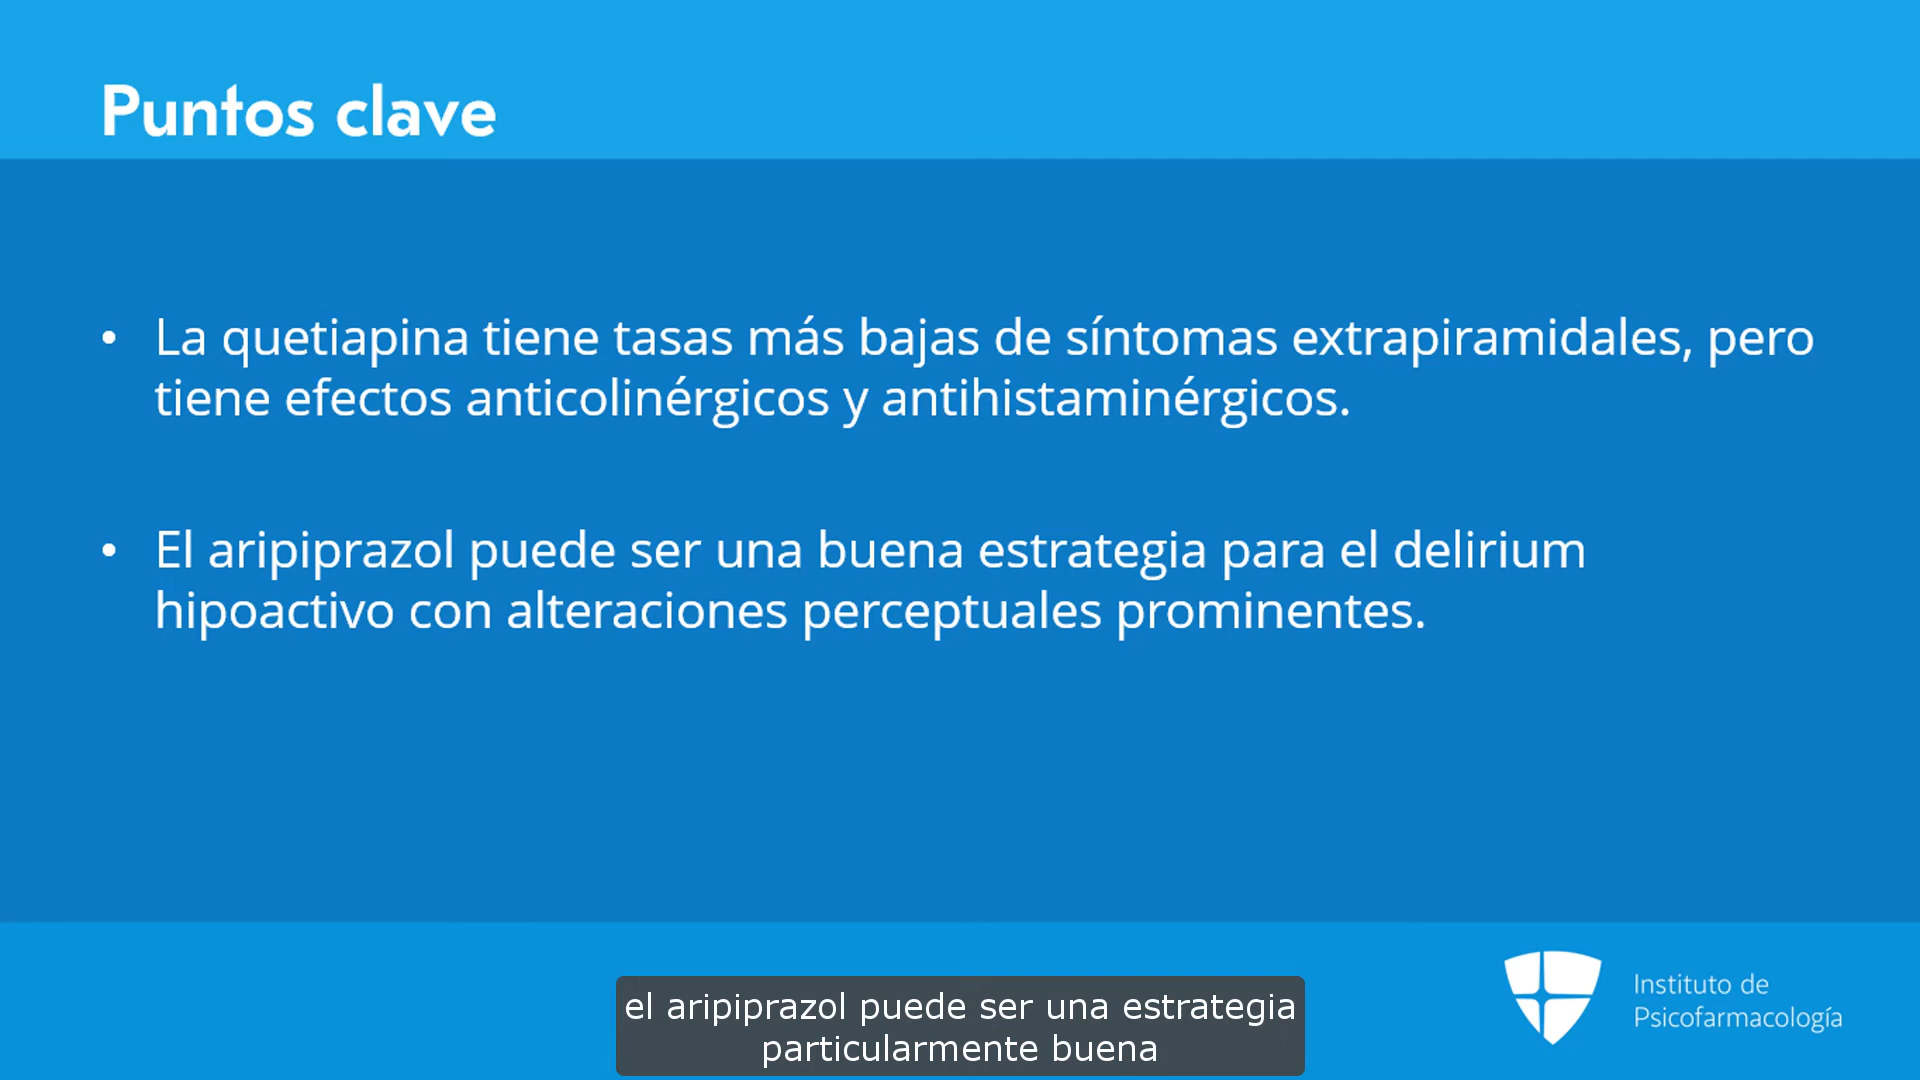 Puntos clave
• La quetiapina tiene tasas más bajas de síntomas extrapiramidales, pero
tiene efectos anticolinérgicos y antihistaminérgicos.
• El aripiprazol puede ser una buena estrategia para el delirium
hipoactivo con alteraciones perceptuales prominentes.
el aripiprazol puede ser una estrategia
particularmente buena
Instituto de
Psicofarmacología